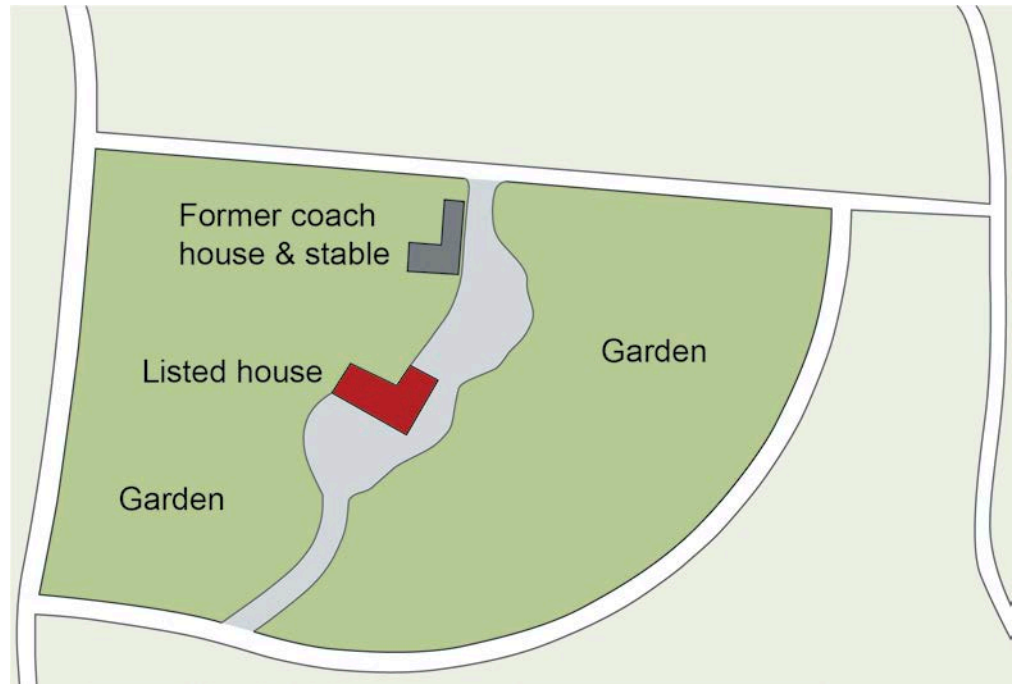 Former coach
house & stable
Garden
Listed house
Garden